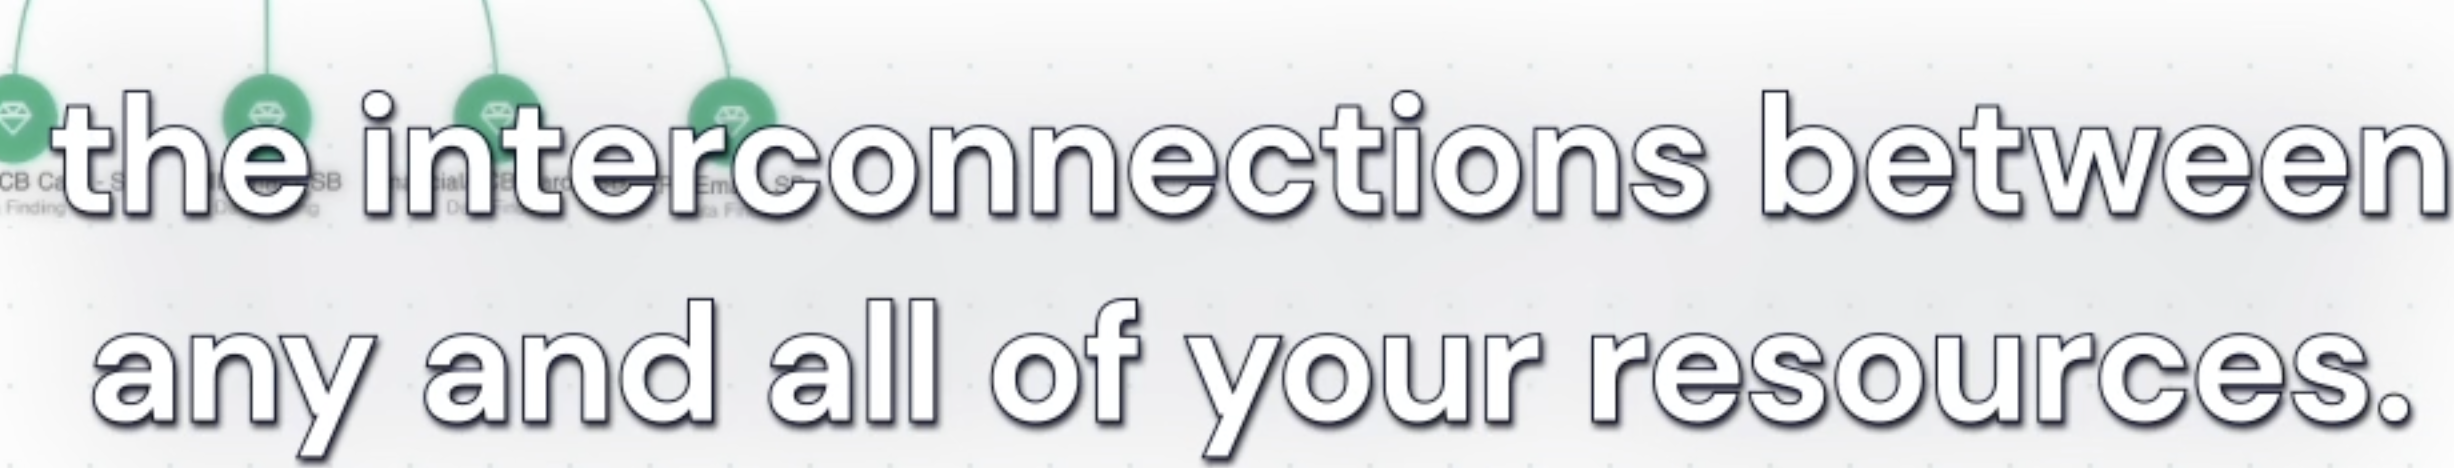 the interconnections between
any and all of your resources.